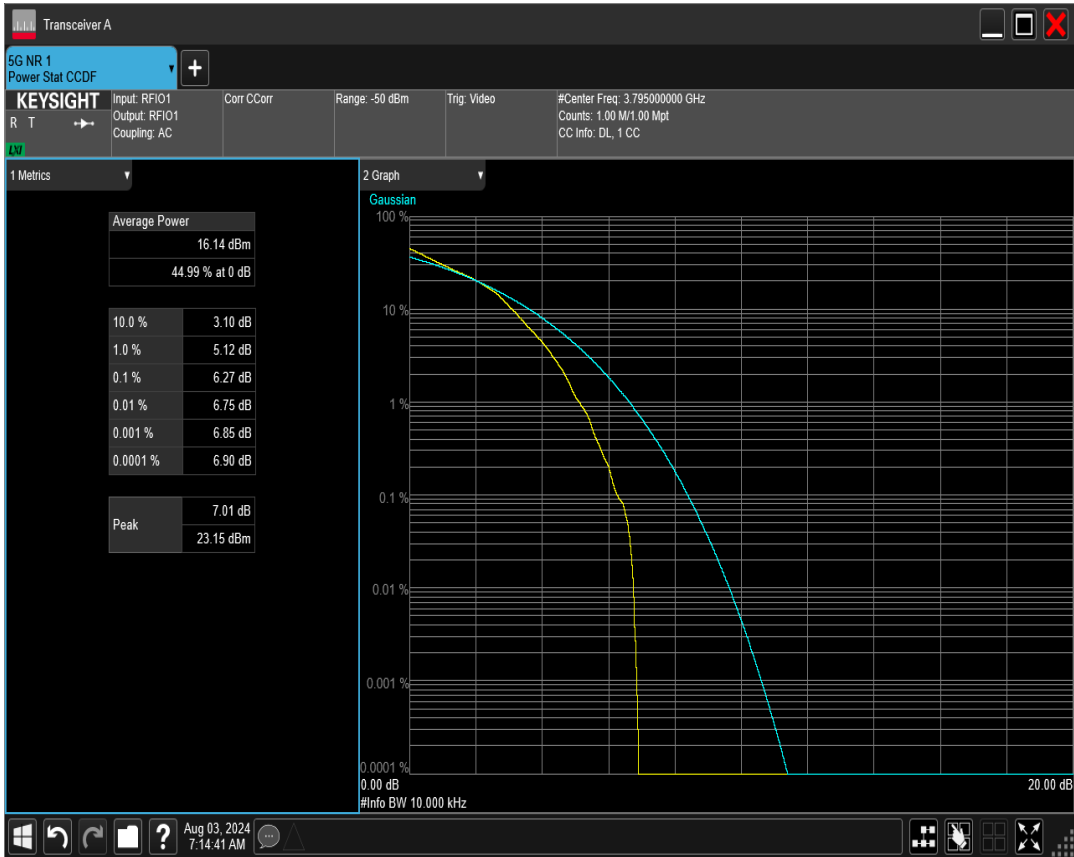 Transceiver A
5G NR 1
Power Stat CCDF
KEYSIGHT
R T
LXI
Input: RFIO1
Output: RFIO1
Coupling: AC
Corr CCorr
Range: -50 dBm
Trig: Video
#Center Freq: 3.795000000 GHz
Counts: 1.00 M/1.00 Mpt
CC Info: DL, 1 CC
1 Metrics
Average Power
16.14 dBm
44.99 % at 0 dB
10.0 % 3.10 dB
1.0 % 5.12 dB
0.1 % 6.27 dB
0.01 % 6.75 dB
0.001 % 6.85 dB
0.0001 % 6.90 dB
Peak
7.01 dB
23.15 dBm
2 Graph
Gaussian
100 %
10 %
1 %
0.1 %
0.01 %
0.001 %
0.0001 %
0.00 dB 20.00 dB
#Info BW 10.000 kHz
Aug 03, 2024
7:14:41 AM